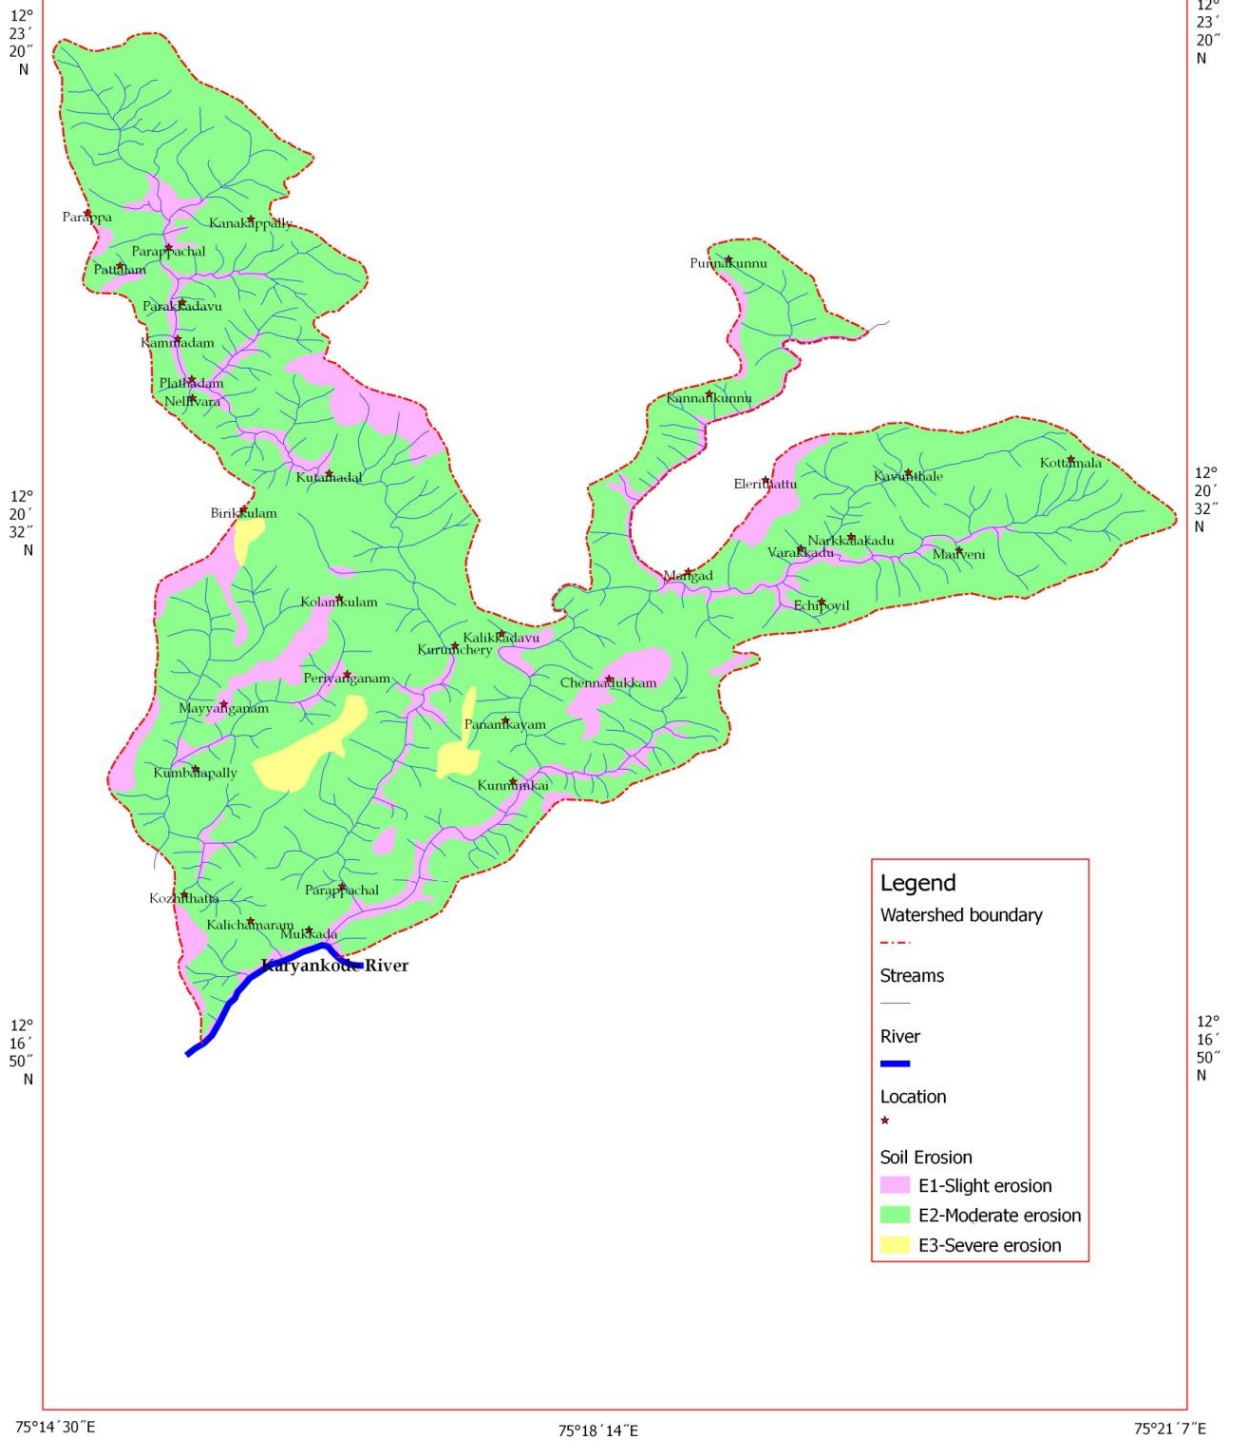 12°
23´
20˝
N
12°
23´
20˝
N
Parappa
Kanakappally
Parappachal
Pattalam
Punnakunnu
Parakkadavu
Kammadam
Plathadam
Nellivara
Kannankunnu
Kutamadal
Elerithattu
Kavunthale
Kottamala
12°
20´
32˝
N
12°
20´
32˝
N
Birikkulam
Narkkalakadu
Varakkadu
Mauveni
Mangad
Kolamkulam
Echipoyil
Kalikkadavu
Kurumchery
Periyanganam
Chennadukkam
Mayyanganam
Panamkayam
Kumbalapally
Kunnumkai
Parappachal
Kozhithatta
Kalichamaram
Mukkada
Karyankode River
12°
16´
50˝
N
12°
16´
50˝
N
Legend
Watershed boundary
Streams
River
Location
Soil Erosion
E1-Slight erosion
E2-Moderate erosion
E3-Severe erosion
75°14´30˝E
75°18´14˝E
75°21´7˝E